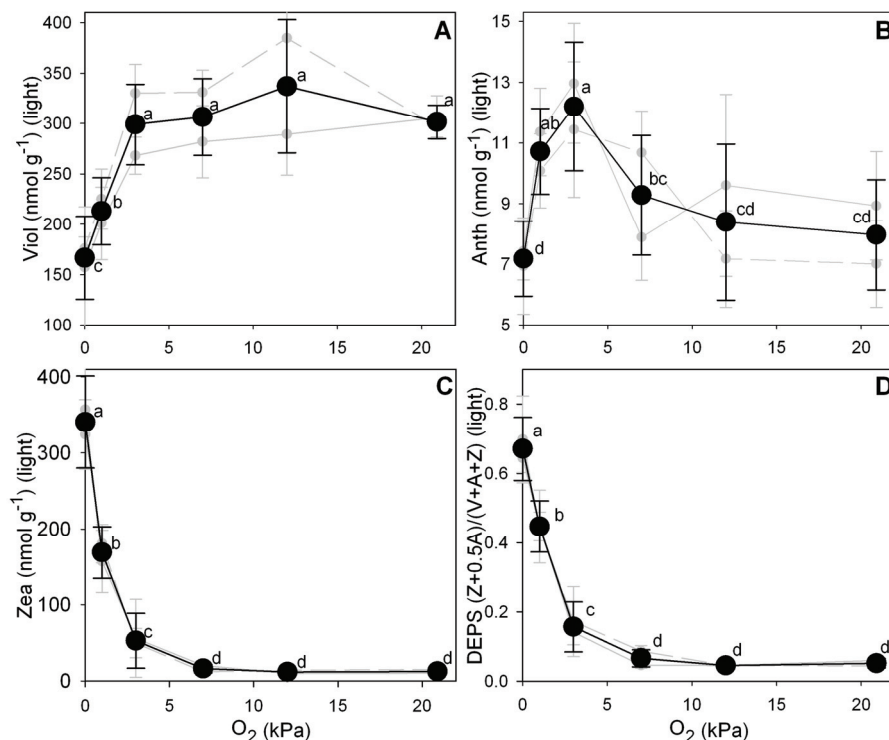 A
Viol (nmol g⁻¹) (light)
400
350
300
250
200
150
100
c
b
a
a
a
a
0 5 10 15 20
B
Anth (nmol g⁻¹) (light)
15
13
11
9
7
5
d
ab
a
bc
cd
cd
0 5 10 15 20
C
Zea (nmol g⁻¹) (light)
400
300
200
100
0
a
b
c
d
d
d
0 5 10 15 20
O₂ (kPa)
D
DEPS (Z+0.5A)/(V+A+Z) (light)
0.8
0.6
0.4
0.2
0.0
a
b
c
d
d
d
0 5 10 15 20
O₂ (kPa)